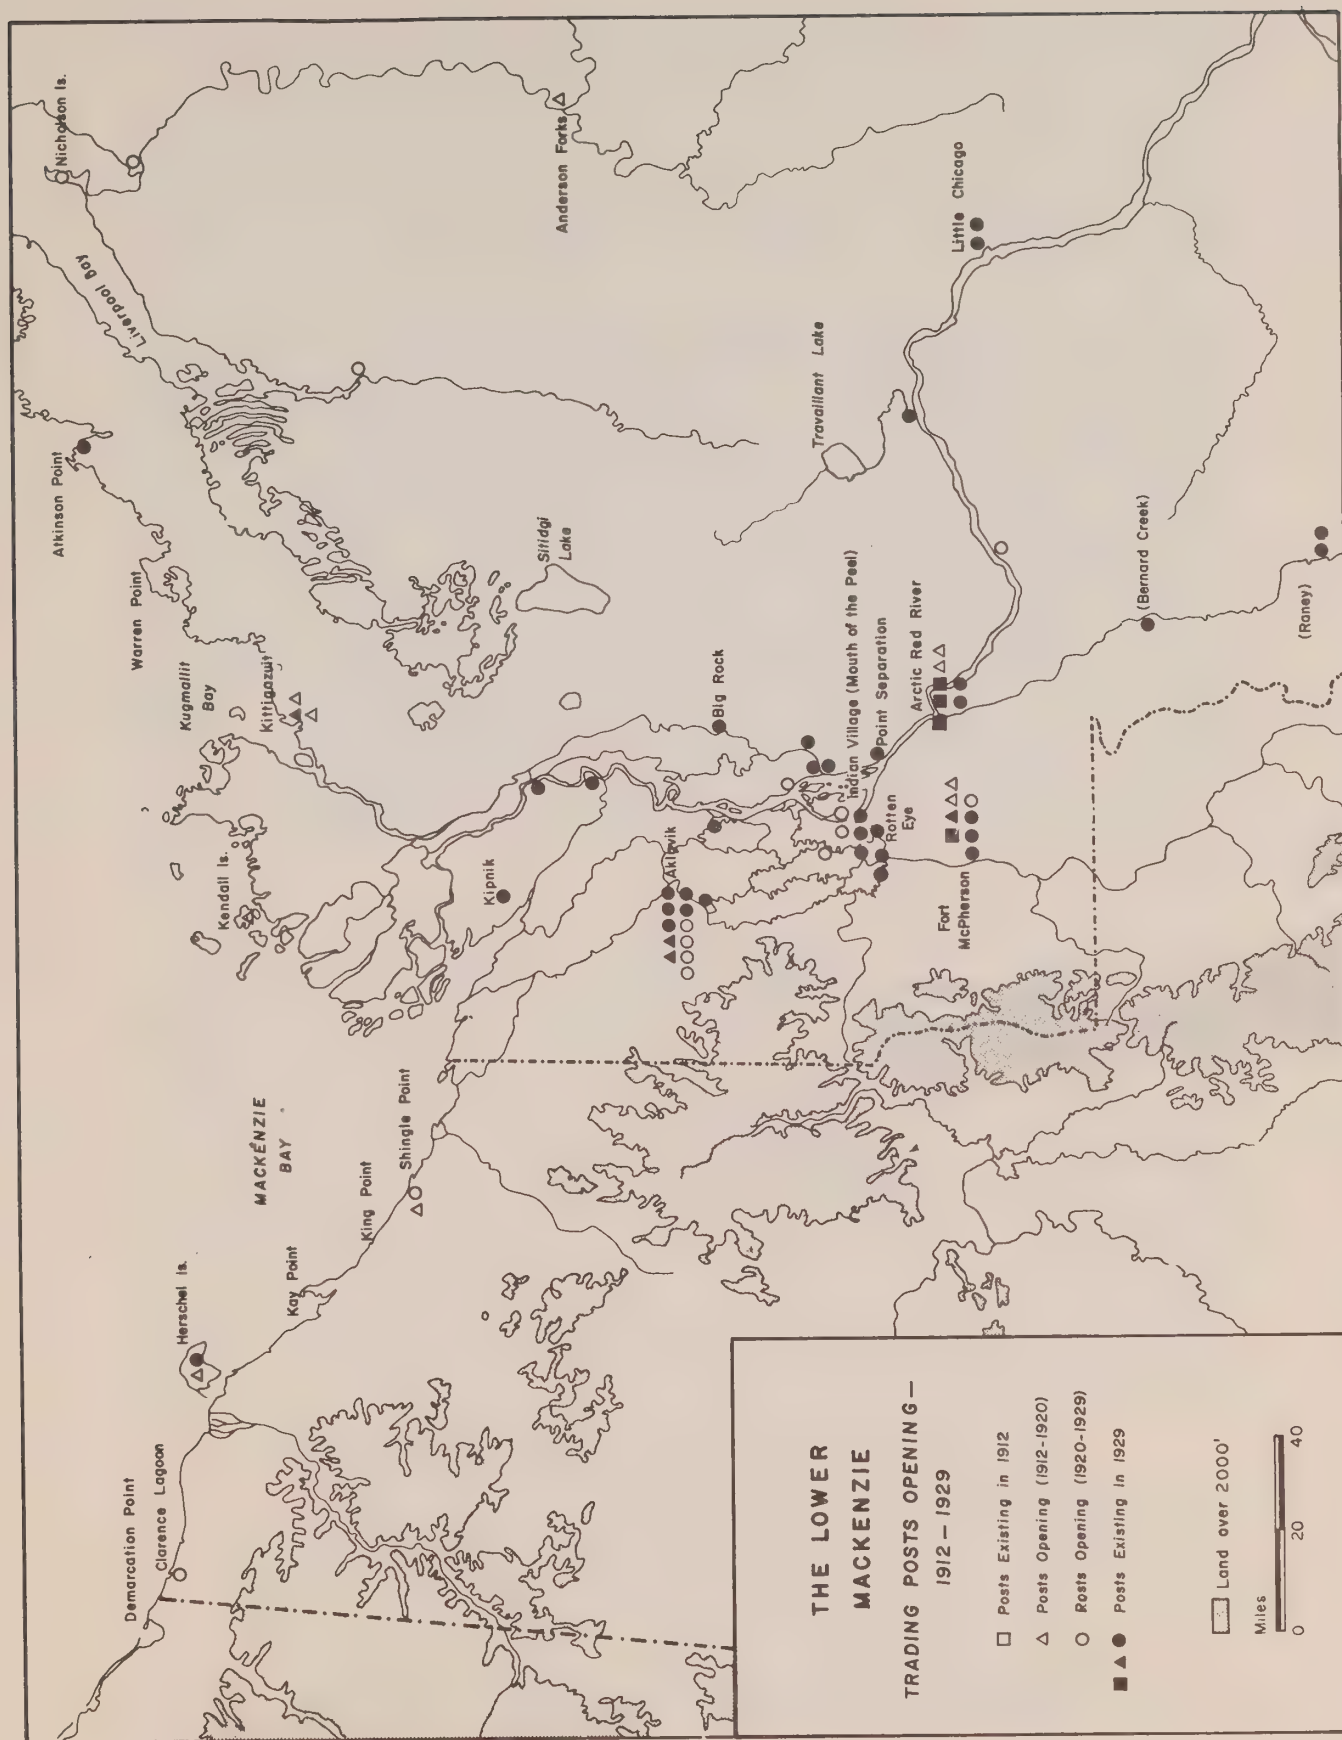 THE LOWER
MACKENZIE
TRADING POSTS OPENING—
1912 – 1929
Posts Existing in 1912
Posts Opening (1912-1920)
Rosts Opening (1920-1929)
Posts Existing In 1929
Land over 2000'
Miles
0 20 40
Demarcation Point
Clarence Lagoon
Herschel Is.
Kay Point
King Point
Shingle Point
MACKENZIE
BAY
Kendall Is.
Kipnik
Aklavik
Kugmallit
Bay
Kittigazuit
Warren Point
Atkinson Point
Liverpool Bay
Nicholson Is.
Anderson Forks
Sitidgi
Lake
Big Rock
Travaillant Lake
Little Chicago
Indian Village (Mouth of the Peel)
Point Separation
Rotten
Eye
Arctic Red River
Fort
McPherson
(Bernard Creek)
(Raney)